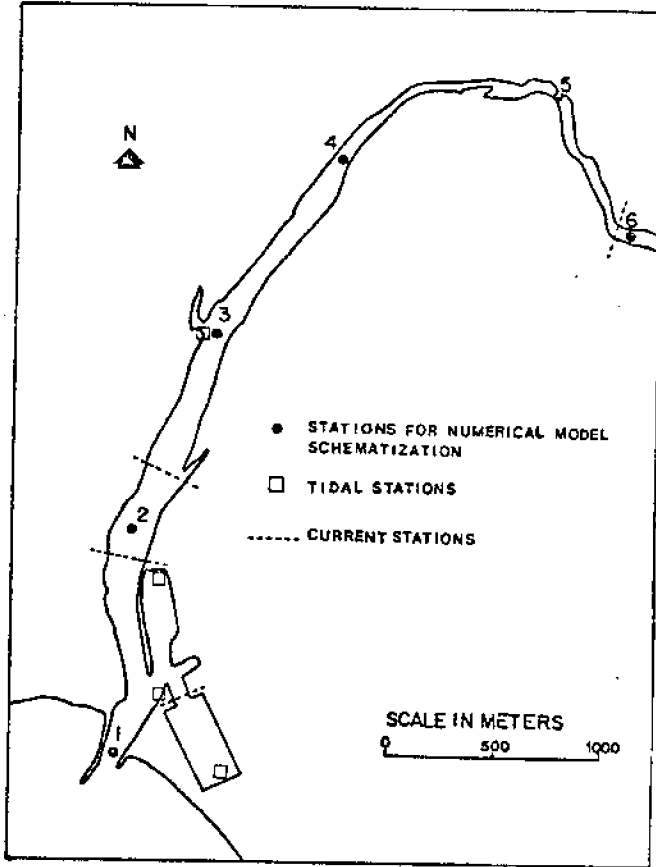 5
N
4
6
3
STATIONS FOR NUMERICAL MODEL
SCHEMATIZATION
TIDAL STATIONS
2
CURRENT STATIONS
SCALE IN METERS
0 500 1000
1